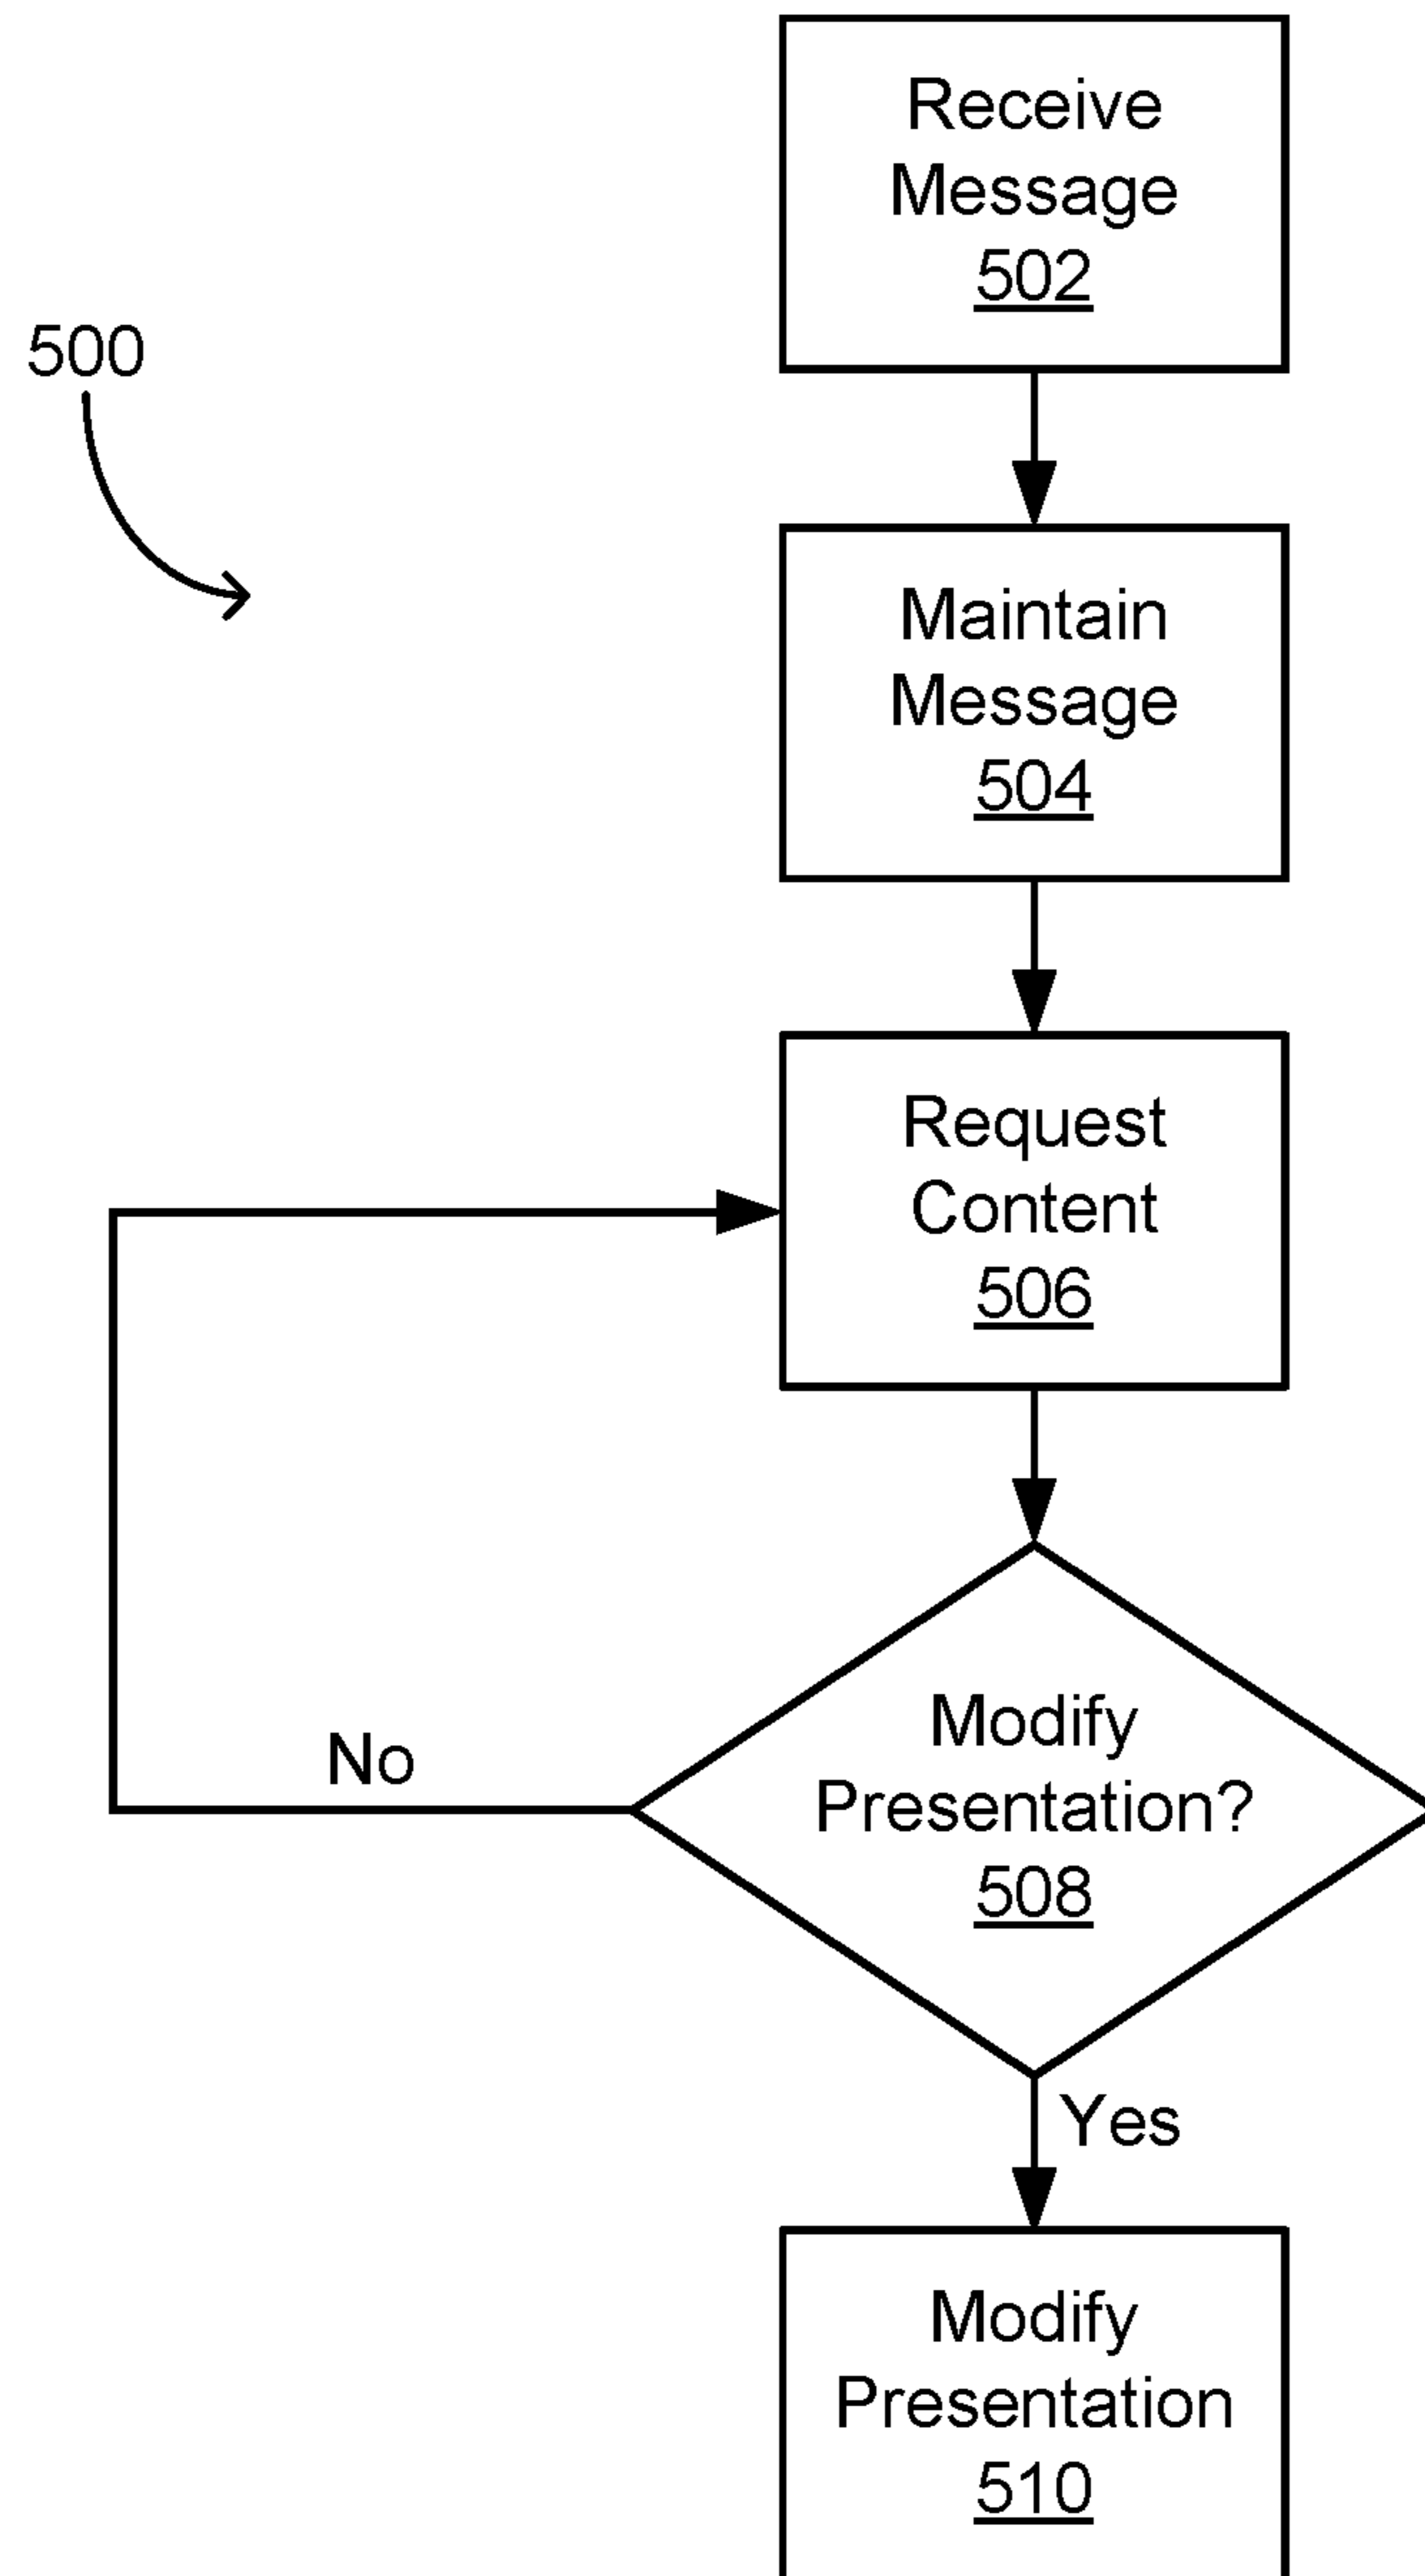 Receive
Message
502
500
Maintain
Message
504
Request
Content
506
Modify
Presentation?
508
No
Yes
Modify
Presentation
510